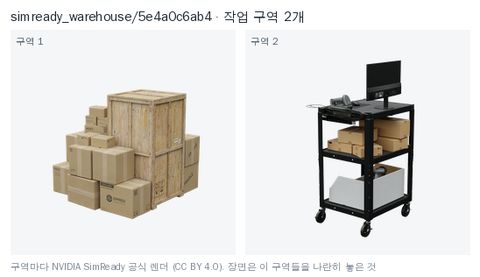 simready_warehouse/5e4a0c6ab4 · 작업 구역 2개
구역 1
구역 2
구역마다 NVIDIA SimReady 공식 렌더 (CC BY 4.0). 장면은 이 구역들을 나란히 놓은 것